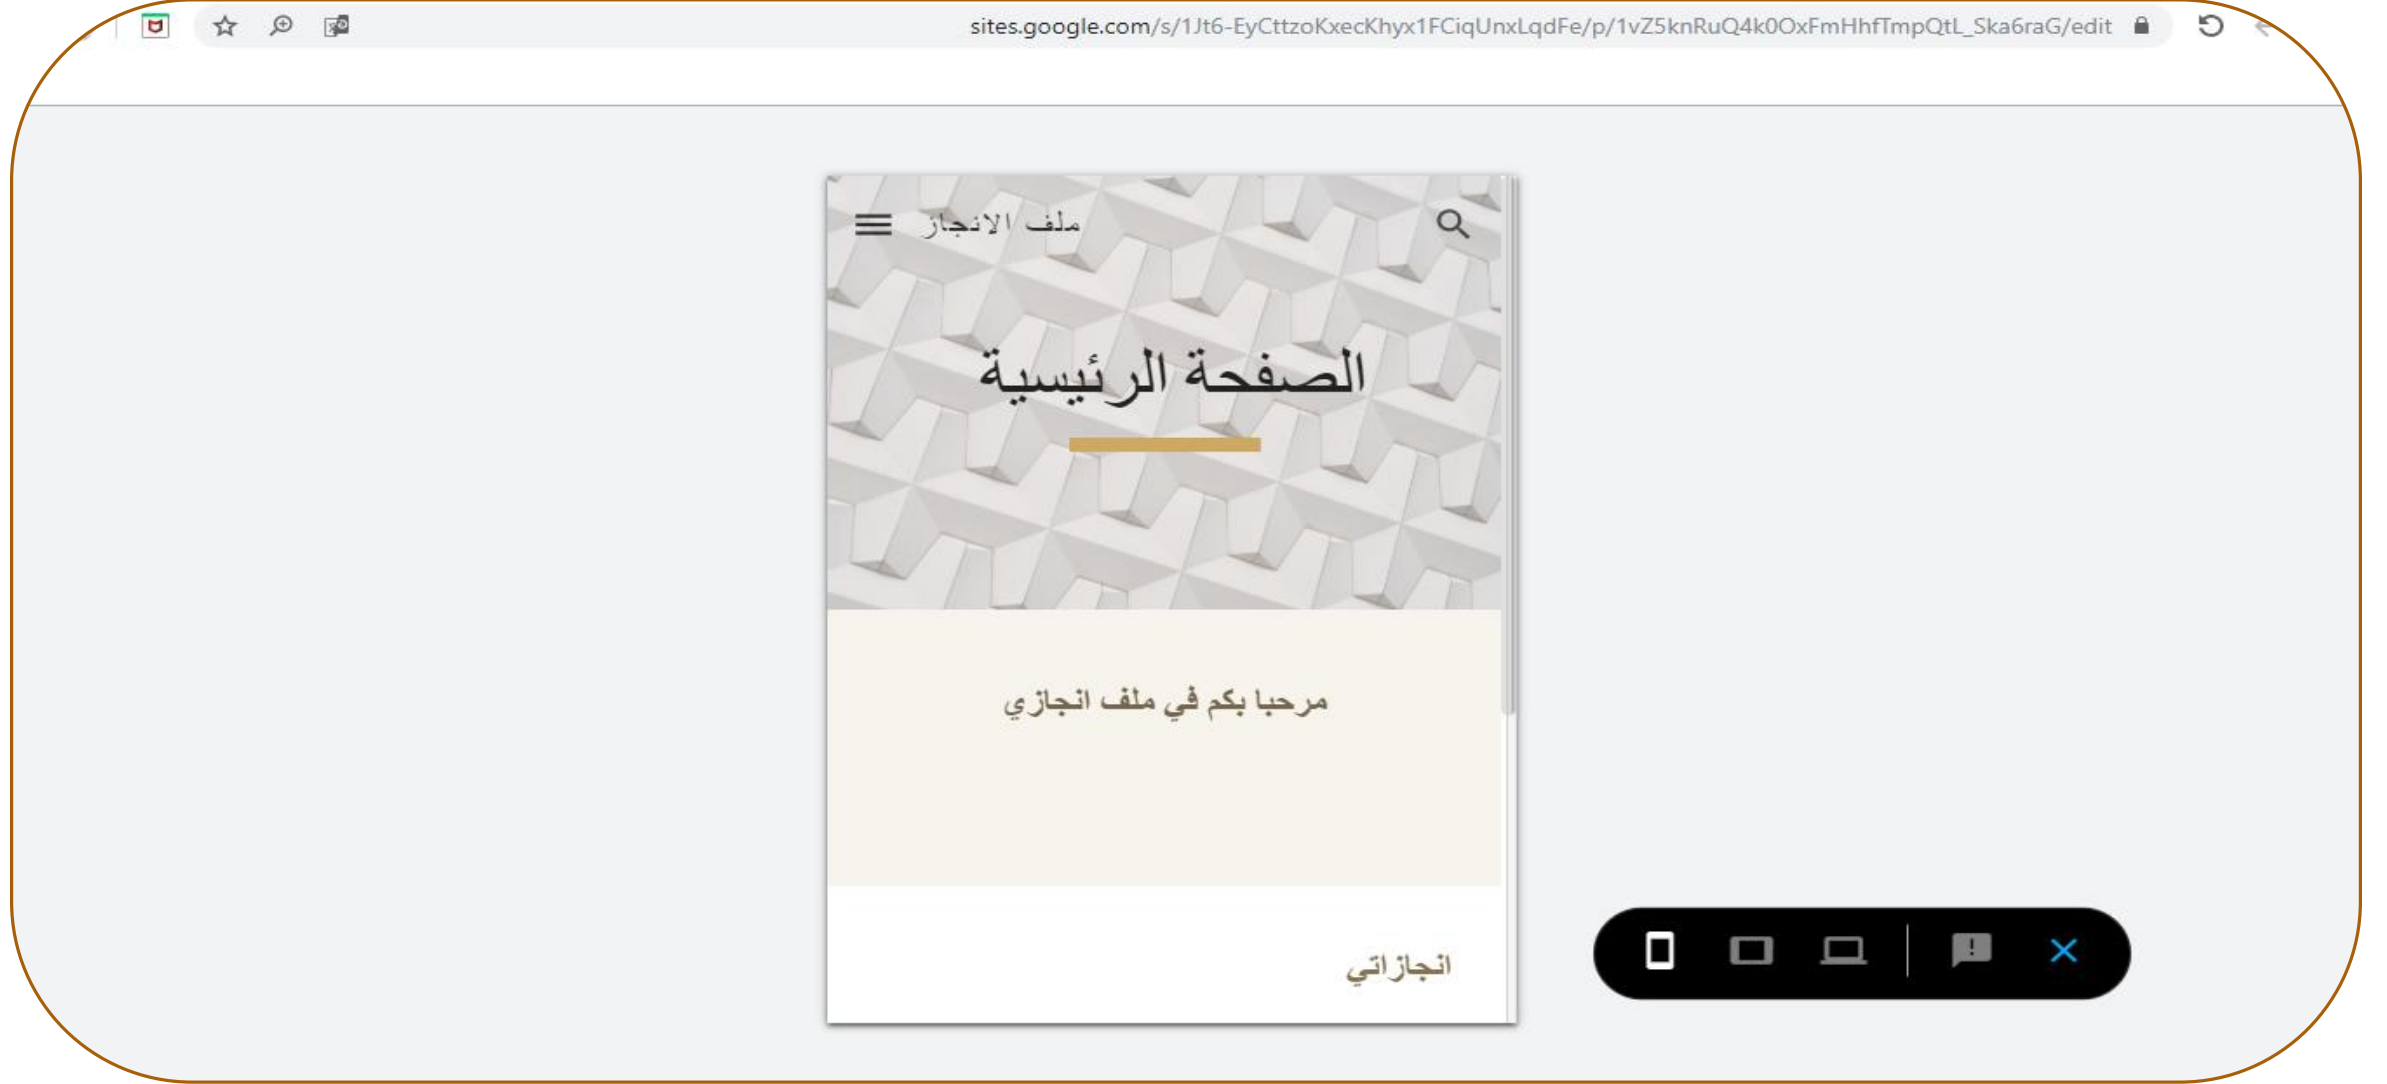 sites.google.com/s/1Jt6-EyCttzoKxecKhyx1FCiqUnxLqdFe/p/1vZ5knRuQ4k0OxFmHhfTmpQtL_Ska6raG/edit
ملف الانجاز
الصفحة الرئيسية
مرحبا بكم في ملف انجازي
انجازاتي